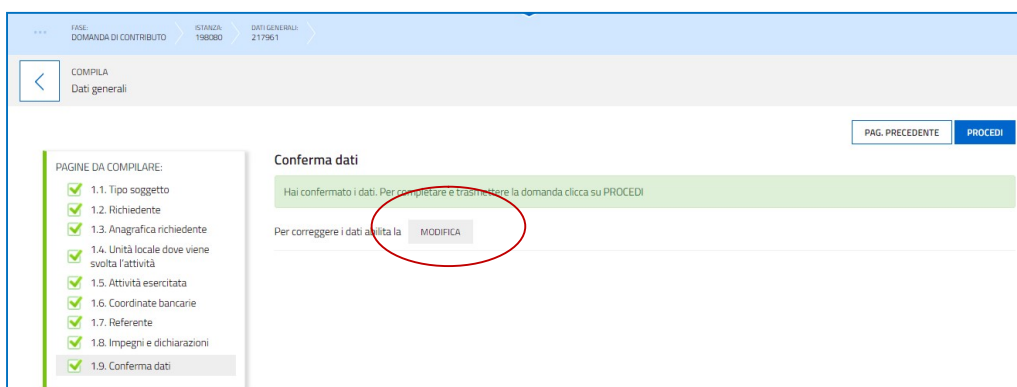 FASE:
DOMANDA DI CONTRIBUTO
ISTANZA:
198080
DATI GENERALI:
217961
COMPILA
Dati generali
PAG. PRECEDENTE
PROCEDI
PAGINE DA COMPILARE:
1.1. Tipo soggetto
1.2. Richiedente
1.3. Anagrafica richiedente
1.4. Unità locale dove viene
svolta l'attività
1.5. Attività esercitata
1.6. Coordinate bancarie
1.7. Referente
1.8. Impegni e dichiarazioni
1.9. Conferma dati
Conferma dati
Hai confermato i dati. Per completare e trasmettere la domanda clicca su PROCEDI
Per correggere i dati abilita la MODIFICA